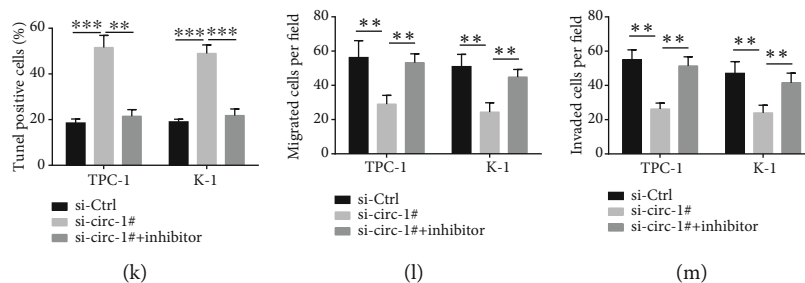 Tunel positive cells (%)
60
40
20
0
*** **
*** ***
TPC-1 K-1
si-Ctrl
si-circ-1#
si-circ-1#+inhibitor
(k)
Migrated cells per field
80
60
40
20
0
** **
** **
TPC-1 K-1
si-Ctrl
si-circ-1#
si-circ-1#+inhibitor
(l)
Invaded cells per field
80
60
40
20
0
** **
** **
TPC-1 K-1
si-Ctrl
si-circ-1#
si-circ-1#+inhibitor
(m)